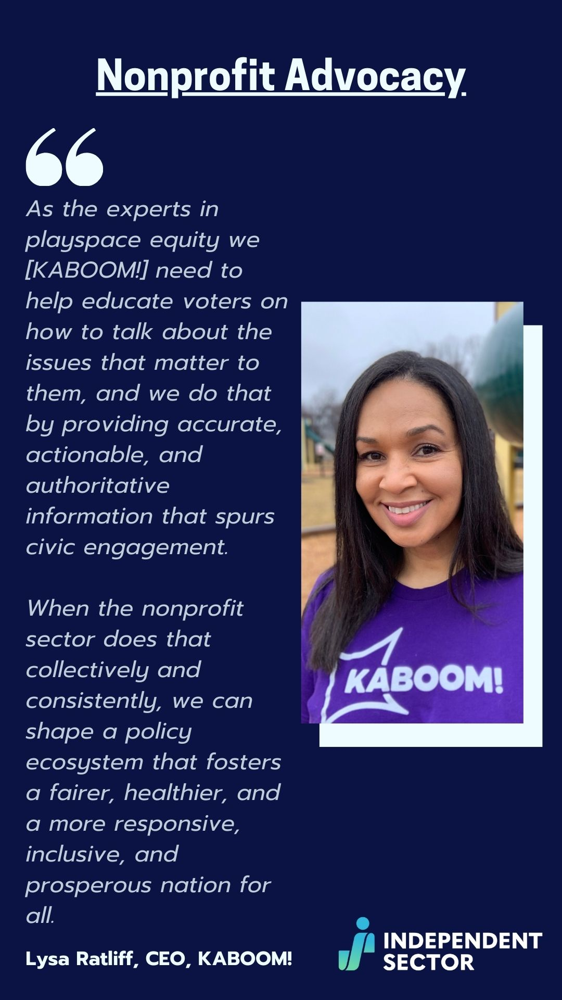 Nonprofit Advocacy
“
As the experts in
playspace equity we
[KABOOM!] need to
help educate voters on
how to talk about the
issues that matter to
them, and we do that
by providing accurate,
actionable, and
authoritative
information that spurs
civic engagement.
When the nonprofit
sector does that
collectively and
consistently, we can
shape a policy
ecosystem that fosters
a fairer, healthier, and
a more responsive,
inclusive, and
prosperous nation for
all.
Lysa Ratliff, CEO, KABOOM!
KABOOM!
INDEPENDENT
SECTOR